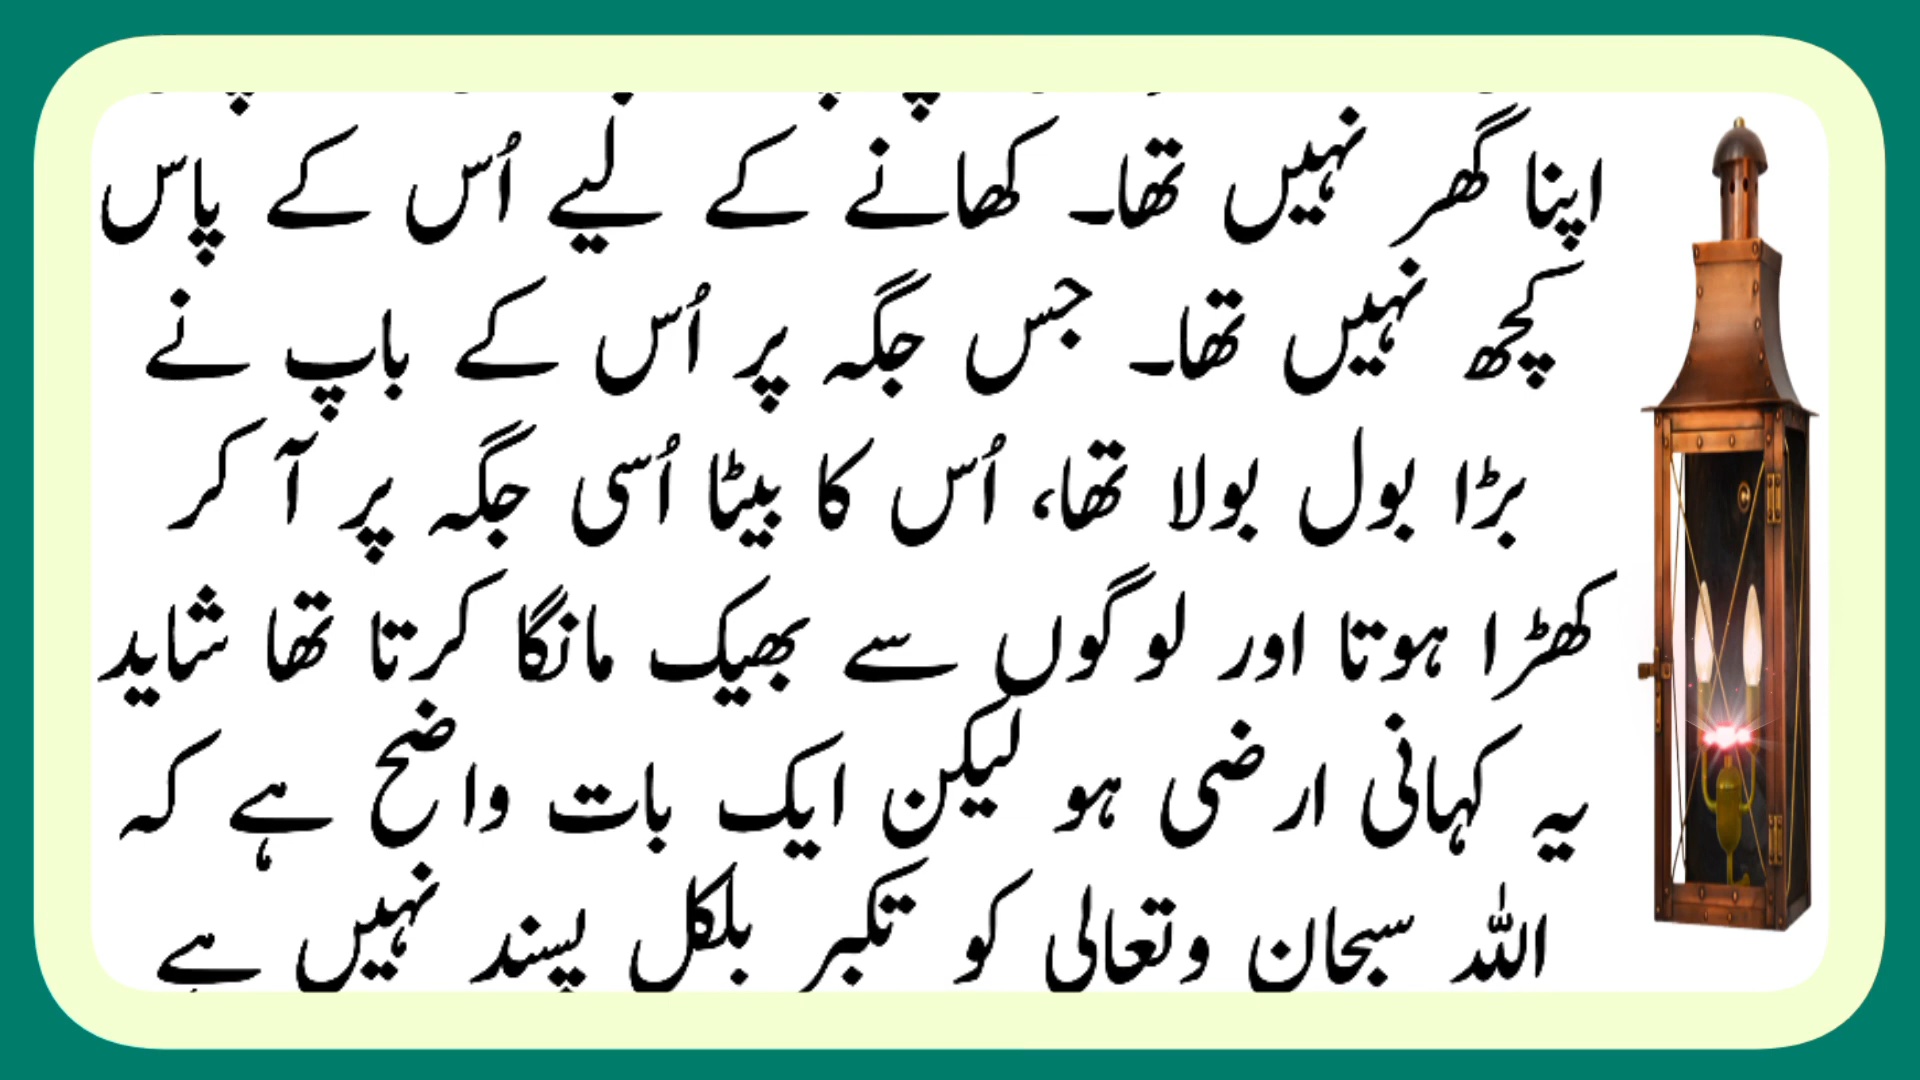 اپنا گھر نہیں تھا۔ کھانے کے لیے اُس کے پاس
کچھ نہیں تھا۔ جس جگہ پر اُس کے باپ نے
بڑا بول بولا تھا، اُس کا بیٹا اُسی جگہ پر آ کر
کھڑا ہوتا اور لوگوں سے بھیک مانگا کرتا تھا شاید
یہ کہانی ارضی ہو لیکن ایک بات واضح ہے کہ
اللہ سبحان وتعالی کو تکبر بلکل پسند نہیں ہے